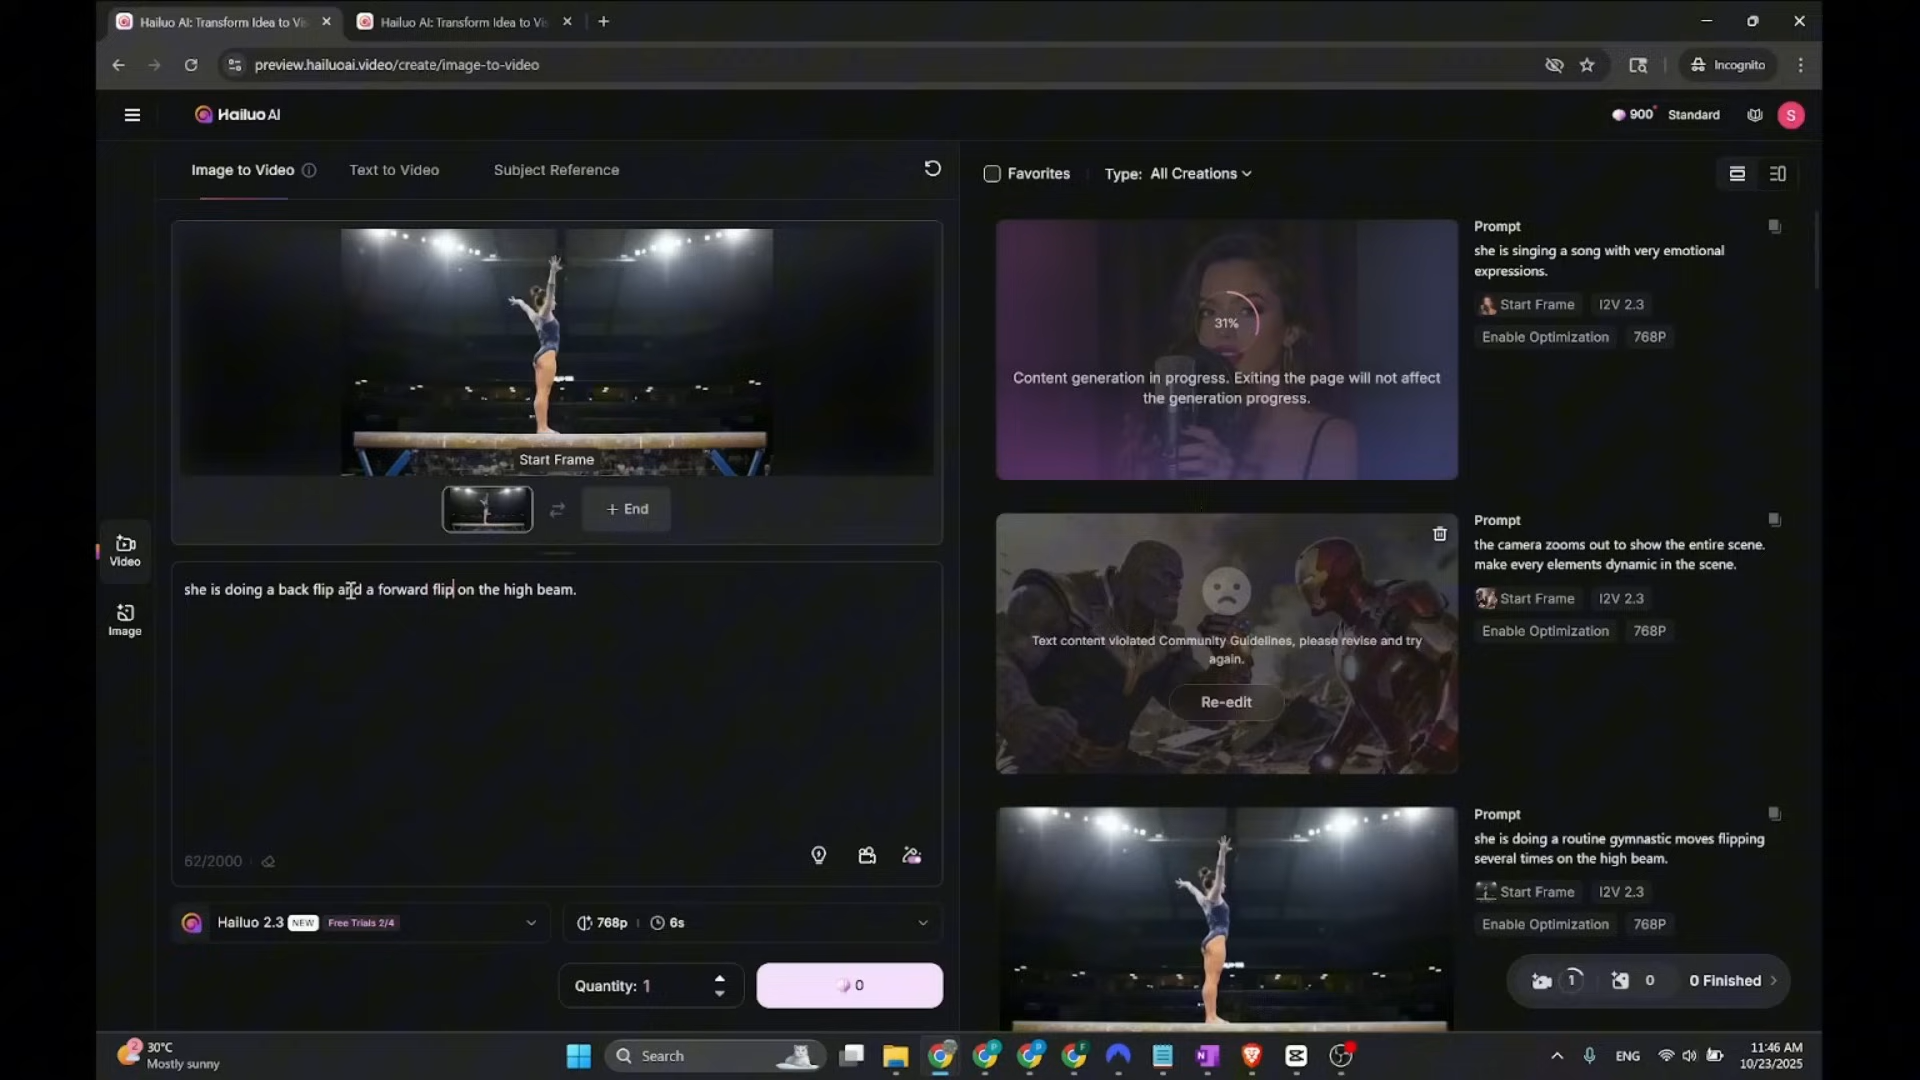 Hailuo AI: Transform Idea to Vi
Hailuo AI: Transform Idea to Vi
preview.hailuoai.video/create/image-to-video
Incognito
Hailuo AI
900
Standard
S
Image to Video
Text to Video
Subject Reference
Favorites
Type: All Creations
Start Frame
+ End
Video
Image
she is doing a back flip and a forward flip on the high beam.
62/2000
Hailuo 2.3 NEW Free Trials 2/4
768p
6s
Quantity: 1
0
31%
Content generation in progress. Exiting the page will not affect
the generation progress.
Prompt
she is singing a song with very emotional
expressions.
Start Frame
I2V 2.3
Enable Optimization
768P
Text content violated Community Guidelines, please revise and try
again.
Re-edit
Prompt
the camera zooms out to show the entire scene.
make every elements dynamic in the scene.
Start Frame
I2V 2.3
Enable Optimization
768P
Prompt
she is doing a routine gymnastic moves flipping
several times on the high beam.
Start Frame
I2V 2.3
Enable Optimization
768P
1
0
0 Finished
2
30°C
Mostly sunny
Search
P
P
F
N
ENG
11:46 AM
10/23/2025